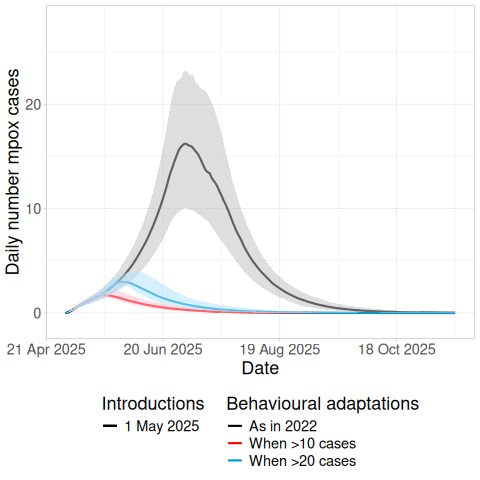 Daily number mpox cases
20
10
0
21 Apr 2025 20 Jun 2025 19 Aug 2025 18 Oct 2025
Date
Introductions Behavioural adaptations
1 May 2025 As in 2022
When >10 cases
When >20 cases